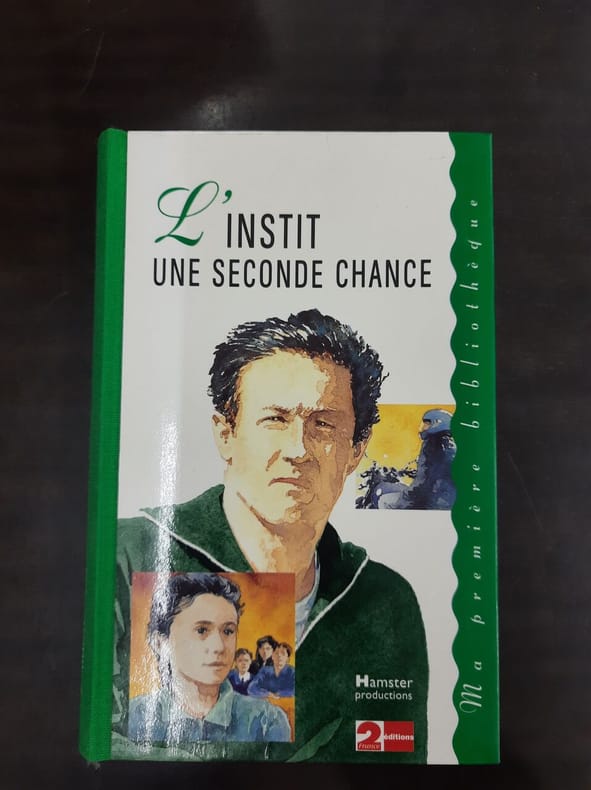 L'INSTIT
UNE SECONDE CHANCE
Ma première bibliothèque
Hamster
productions
2
France
éditions